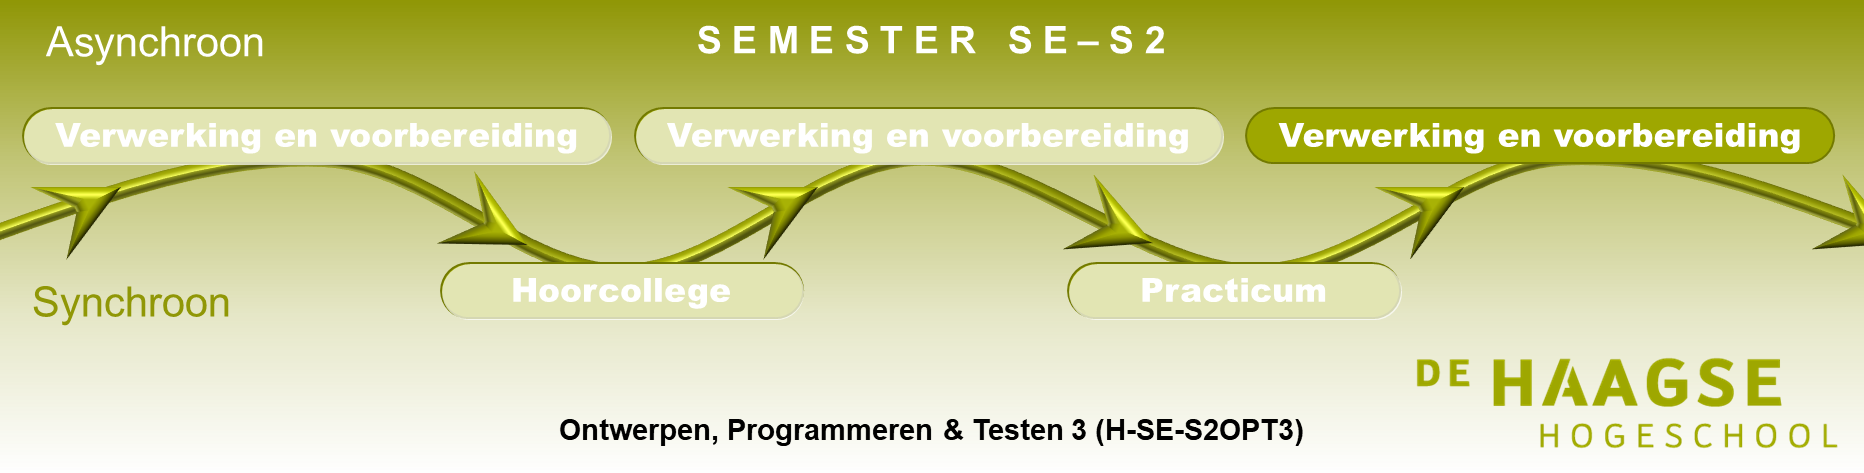 Asynchroon
SEMESTER SE–S2
Verwerking en voorbereiding
Verwerking en voorbereiding
Verwerking en voorbereiding
Hoorcollege
Practicum
Synchroon
DE HAAGSE
HOGESCHOOL
Ontwerpen, Programmeren & Testen 3 (H-SE-S2OPT3)